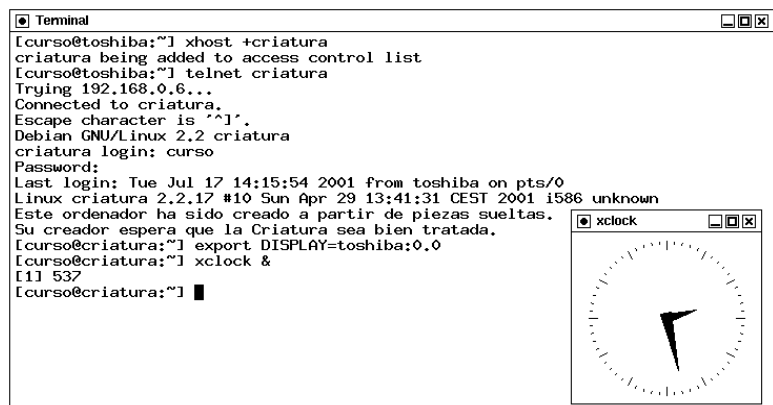 Terminal
[curso@toshiba:~] xhost +criatura
criatura being added to access control list
[curso@toshiba:~] telnet criatura
Trying 192.168.0.6...
Connected to criatura.
Escape character is '^]'.
Debian GNU/Linux 2.2 criatura
criatura login: curso
Password:
Last login: Tue Jul 17 14:15:54 2001 from toshiba on pts/0
Linux criatura 2.2.17 #10 Sun Apr 29 13:41:31 CEST 2001 i586 unknown
Este ordenador ha sido creado a partir de piezas sueltas.
Su creador espera que la Criatura sea bien tratada.
[curso@criatura:~] export DISPLAY=toshiba:0.0
[curso@criatura:~] xclock &
[1] 537
[curso@criatura:~]
xclock